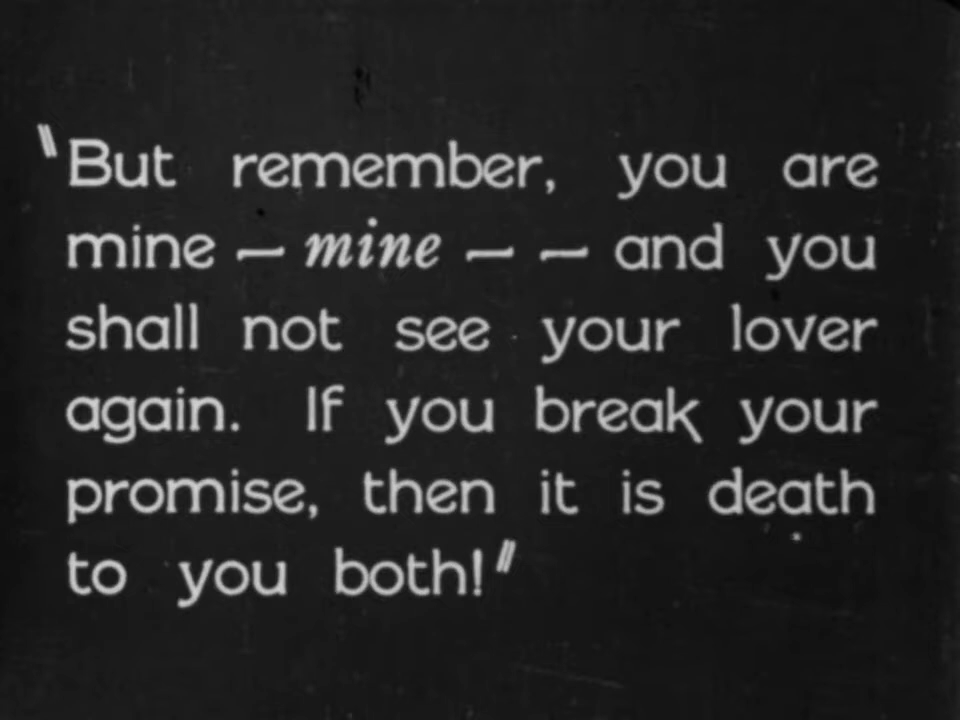 "But remember, you are
mine — mine — — and you
shall not see your lover
again. If you break your
promise, then it is death
to you both!"